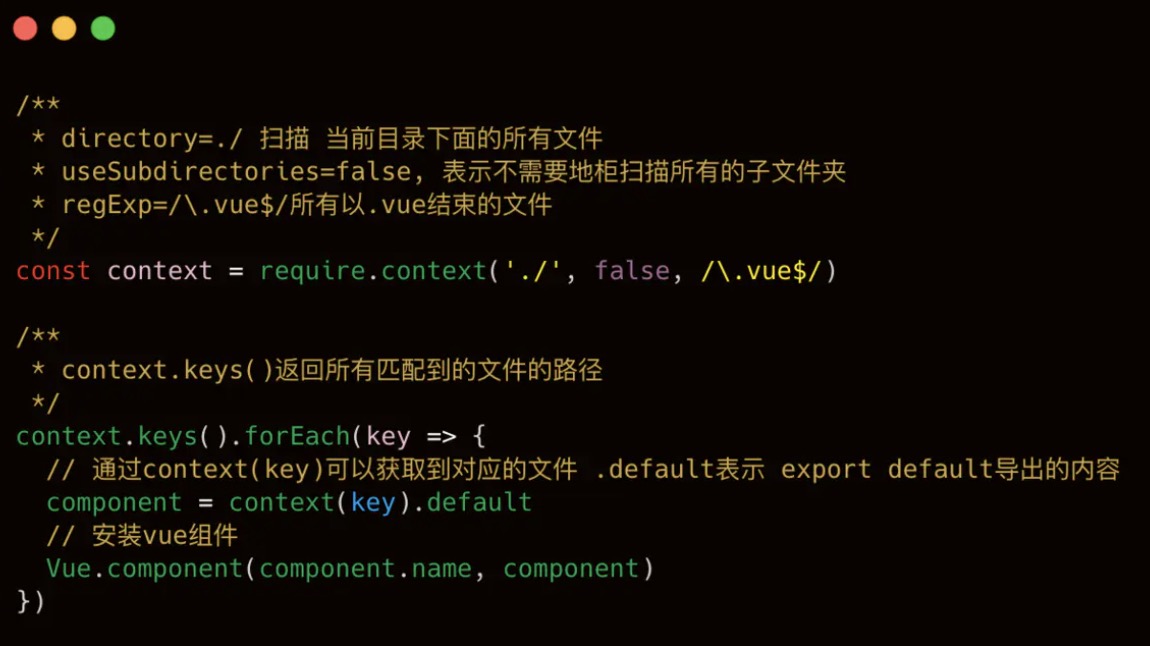 /**
 * directory=./ 扫描 当前目录下面的所有文件
 * useSubdirectories=false, 表示不需要地柜扫描所有的子文件夹
 * regExp=/\.vue$/所有以.vue结束的文件
 */
const context = require.context('./', false, /\.vue$/)
/**
 * context.keys()返回所有匹配到的文件的路径
 */
context.keys().forEach(key => {
  // 通过context(key)可以获取到对应的文件 .default表示 export default导出的内容
  component = context(key).default
  // 安装vue组件
  Vue.component(component.name, component)
})